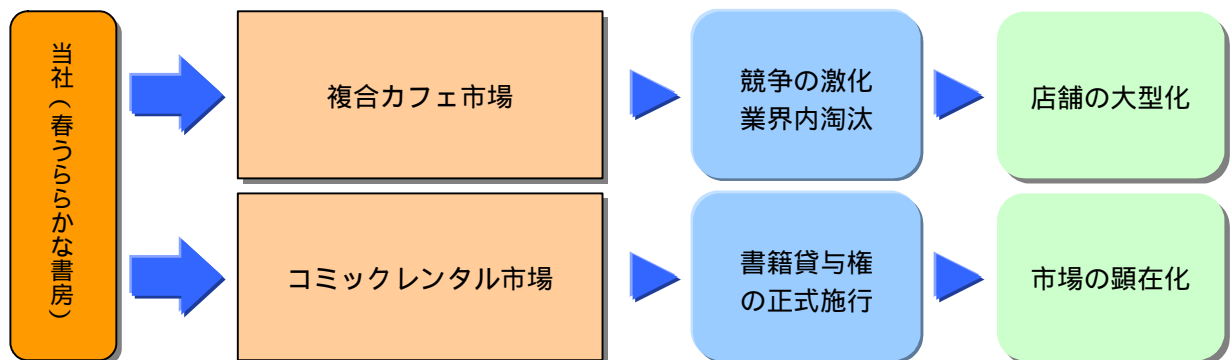 当社（春うららかな書房）
複合カフェ市場
競争の激化
業界内淘汰
店舗の大型化
コミックレンタル市場
書籍貸与権
の正式施行
市場の顕在化